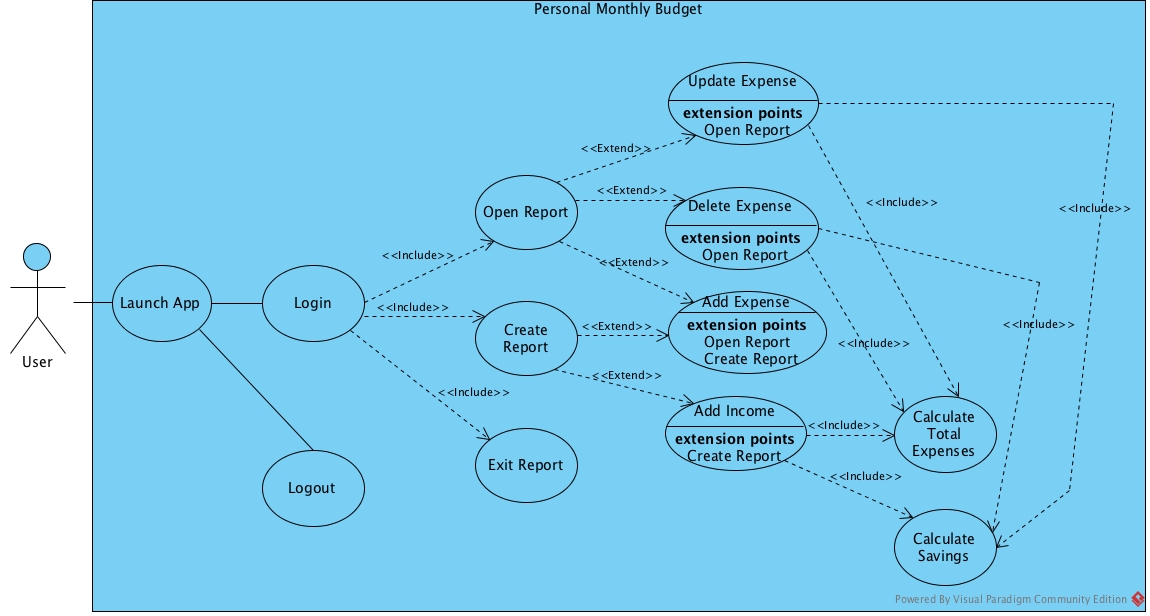 Personal Monthly Budget
Update Expense
extension points
Open Report
<<Extend>>
Open Report
<<Extend>>
Delete Expense
extension points
Open Report
<<Include>>
<<Include>>
<<Include>>
<<Extend>>
User
Launch App
Login
<<Include>>
Create
Report
<<Extend>>
Add Expense
extension points
Open Report
Create Report
<<Include>>
<<Include>>
<<Extend>>
<<Include>>
Add Income
extension points
Create Report
<<Include>>
Calculate
Total
Expenses
Exit Report
<<Include>>
Logout
Calculate
Savings
Powered By Visual Paradigm Community Edition